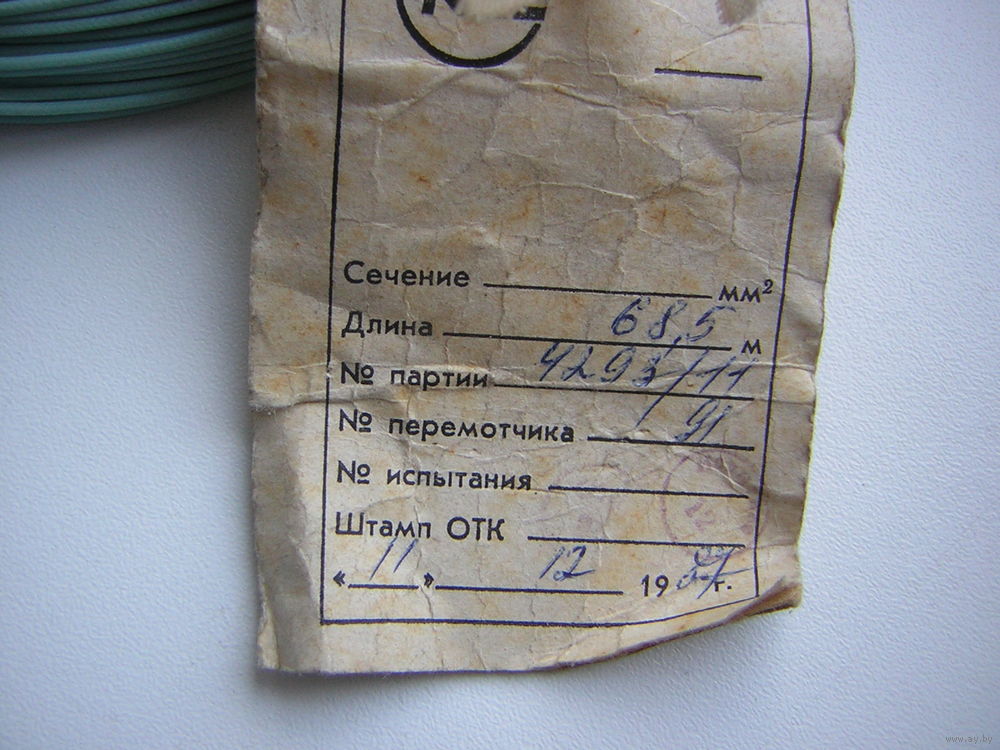 Сечение мм²
Длина 68,5 м
№ партии 4293/11
№ перемотчика 91
№ испытания
Штамп ОТК
« 11 » 12 1987 г.
www.ay.by